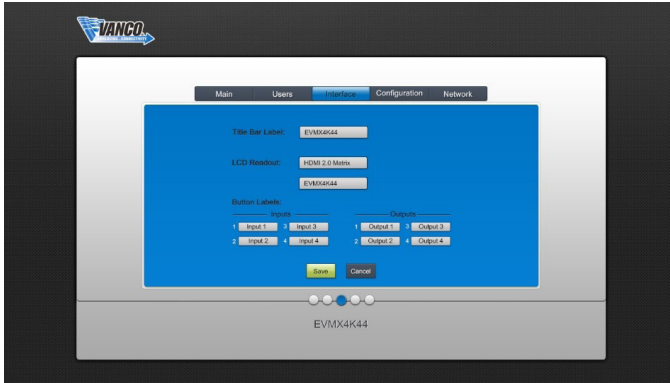 VANCO
Main Users Interface Configuration Network
Title Bar Label: EVMX4K44
LCD Readout: HDMI 2.0 Matrix
EVMX4K44
Button Labels:
Inputs Outputs
1 Input 1 3 Input 3 1 Output 1 3 Output 3
2 Input 2 4 Input 4 2 Output 2 4 Output 4
Save Cancel
EVMX4K44